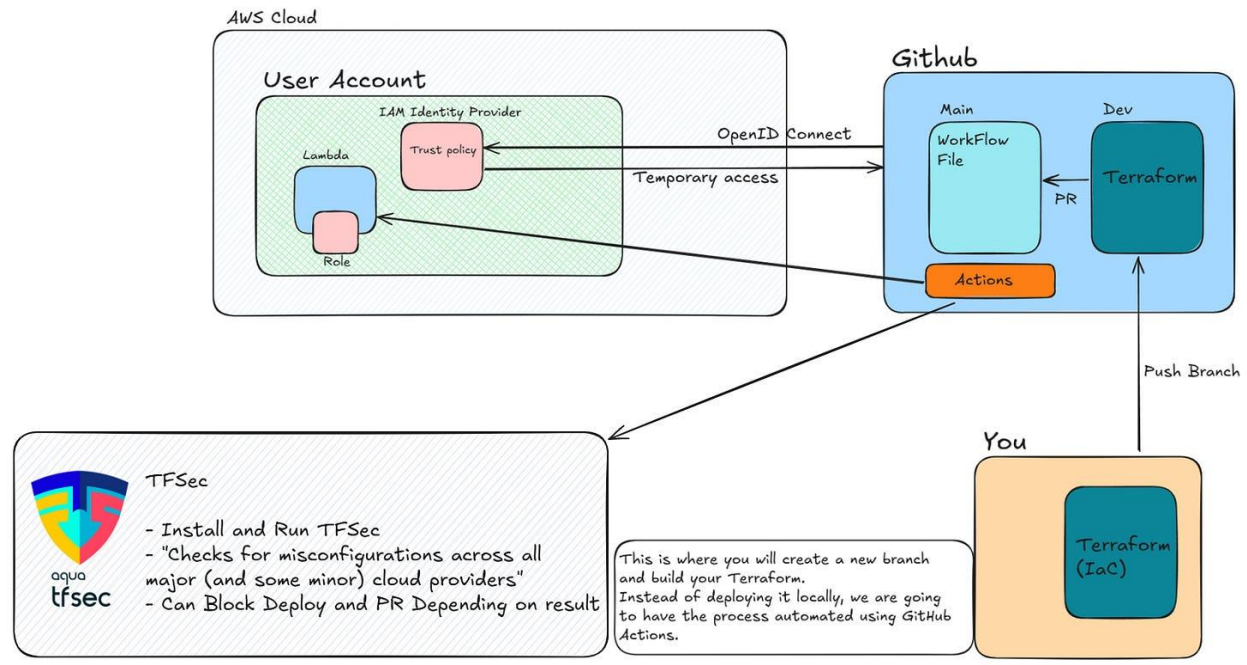 AWS Cloud
User Account
IAM Identity Provider
Trust policy
Lambda
Role
OpenID Connect
Temporary access
Github
Main
WorkFlow
File
Dev
Terraform
PR
Actions
Push Branch
You
Terraform
(IaC)
This is where you will create a new branch
and build your Terraform.
Instead of deploying it locally, we are going
to have the process automated using GitHub
Actions.
TFSec
- Install and Run TFSec
- "Checks for misconfigurations across all
major (and some minor) cloud providers"
- Can Block Deploy and PR Depending on result
aqua
tfsec